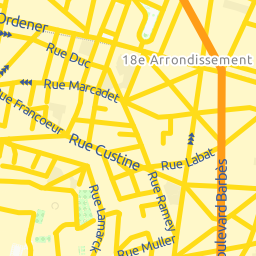 Ordener
Rue Duc
18e Arrondissement
Rue Marcadet
Rue Francoeur
Rue Custine
Rue Labat
Rue Lamarck
Rue Ramey
Boulevard Barbès
Rue Muller